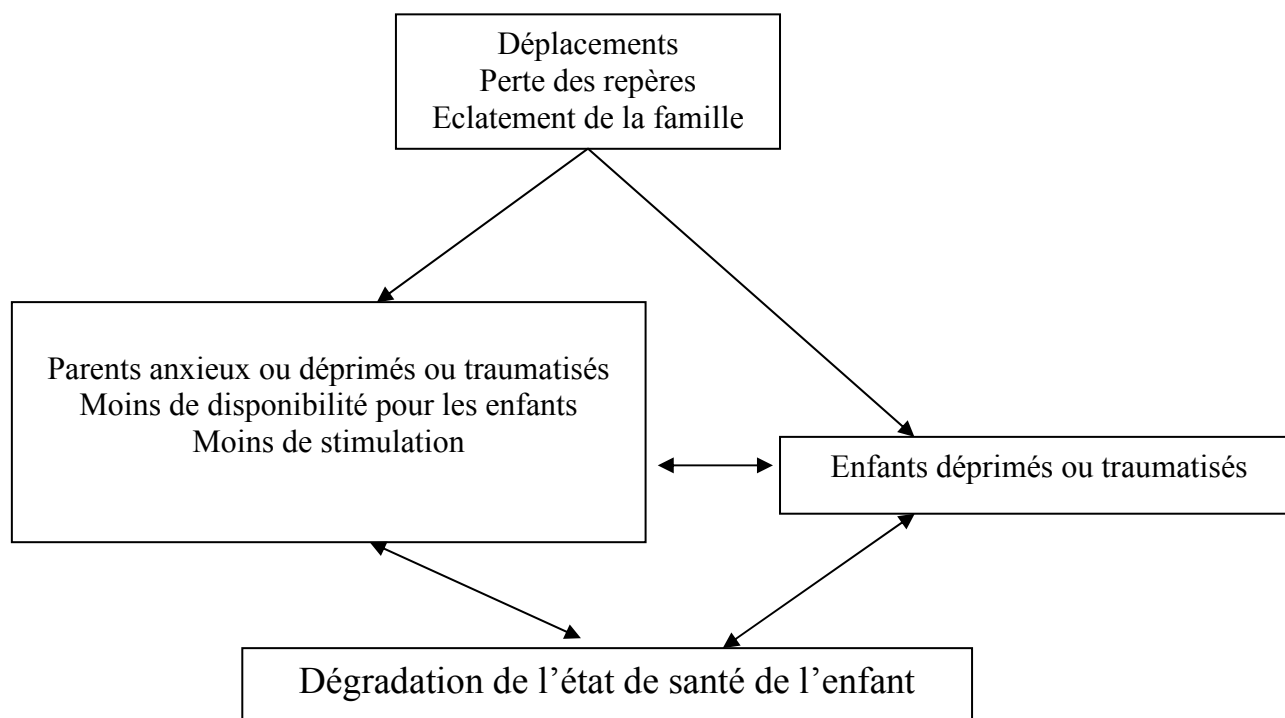 Déplacements
Perte des repères
Eclatement de la famille
Parents anxieux ou déprimés ou traumatisés
Moins de disponibilité pour les enfants
Moins de stimulation
Enfants déprimés ou traumatisés
Dégradation de l’état de santé de l’enfant